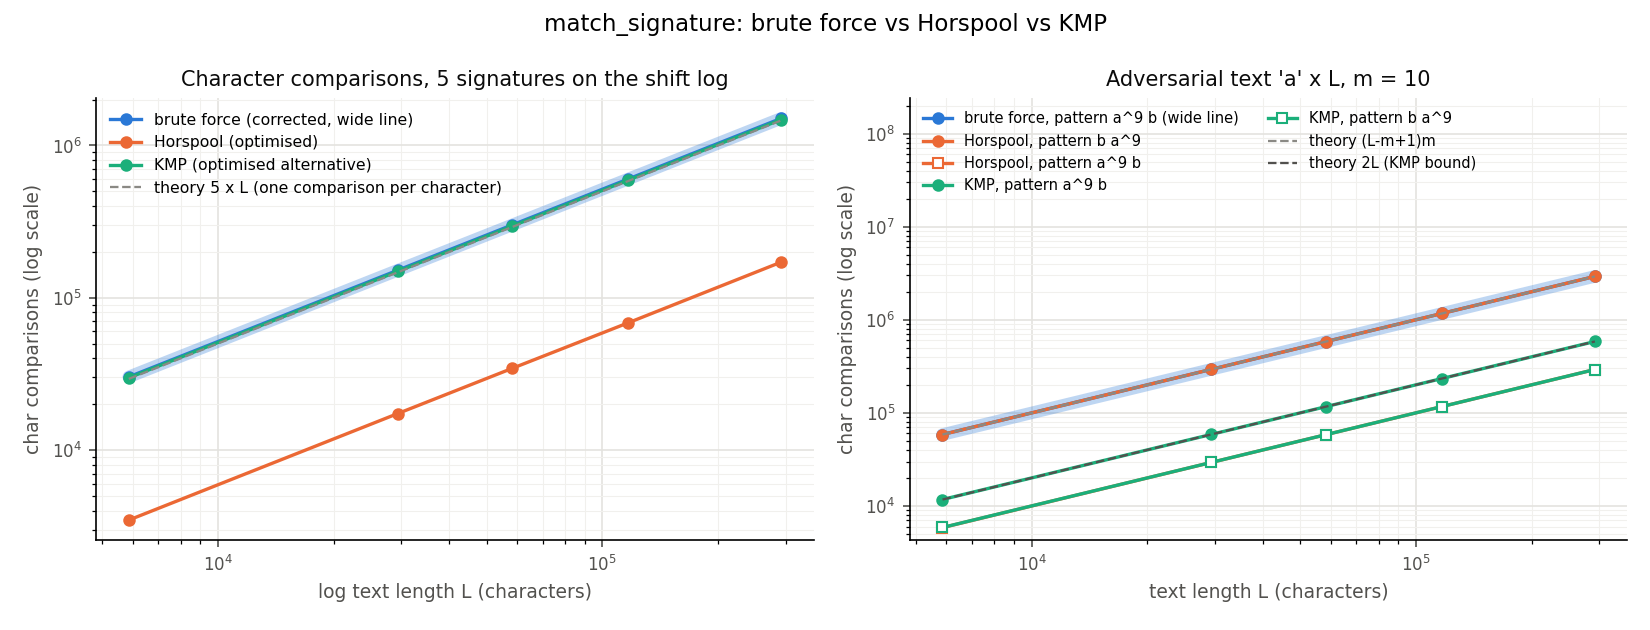 match_signature: brute force vs Horspool vs KMP
Character comparisons, 5 signatures on the shift log
brute force (corrected, wide line)
Horspool (optimised)
KMP (optimised alternative)
theory 5 x L (one comparison per character)
char comparisons (log scale)
10^6
10^5
10^4
10^4
10^5
log text length L (characters)
Adversarial text 'a' x L, m = 10
brute force, pattern a^9 b (wide line)
Horspool, pattern b a^9
Horspool, pattern a^9 b
KMP, pattern a^9 b
KMP, pattern b a^9
theory (L-m+1)m
theory 2L (KMP bound)
char comparisons (log scale)
10^8
10^7
10^6
10^5
10^4
10^4
10^5
text length L (characters)